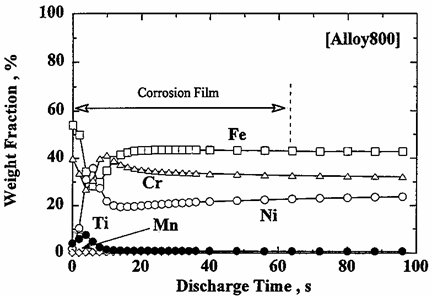 100
[Alloy800]
80
Corrosion Film
60
Fe
40
Cr
20
Ti
Mn
Ni
0
0 20 40 60 80 100
Weight Fraction , %
Discharge Time , s